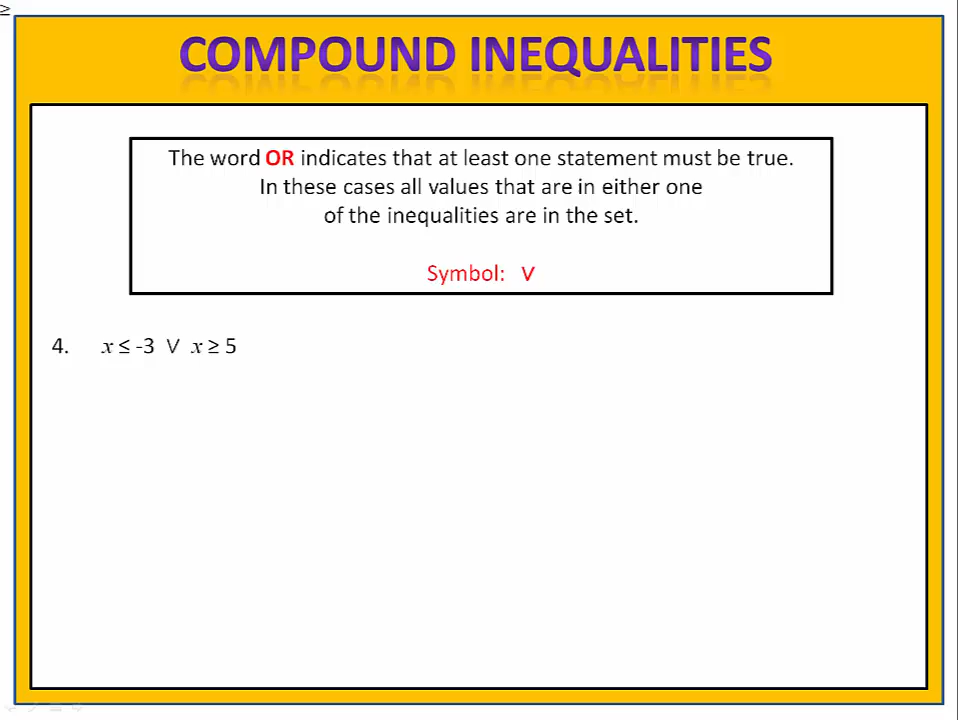 ≥
COMPOUND INEQUALITIES
The word OR indicates that at least one statement must be true.
In these cases all values that are in either one
of the inequalities are in the set.
Symbol: ∨
4. x ≤ -3 ∨ x ≥ 5